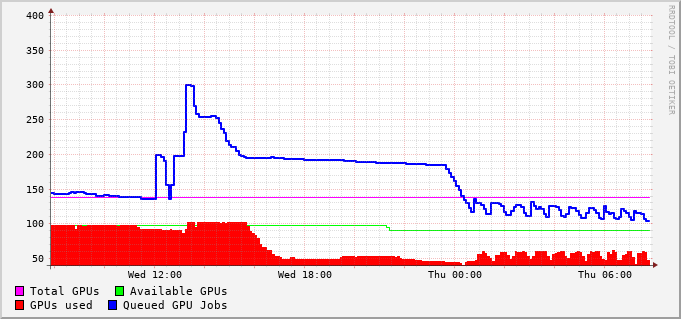 400
350
300
250
200
150
100
50
Wed 12:00 Wed 18:00 Thu 00:00 Thu 06:00
Total GPUs Available GPUs
GPUs used Queued GPU Jobs
RRDTOOL / TOBI OETIKER